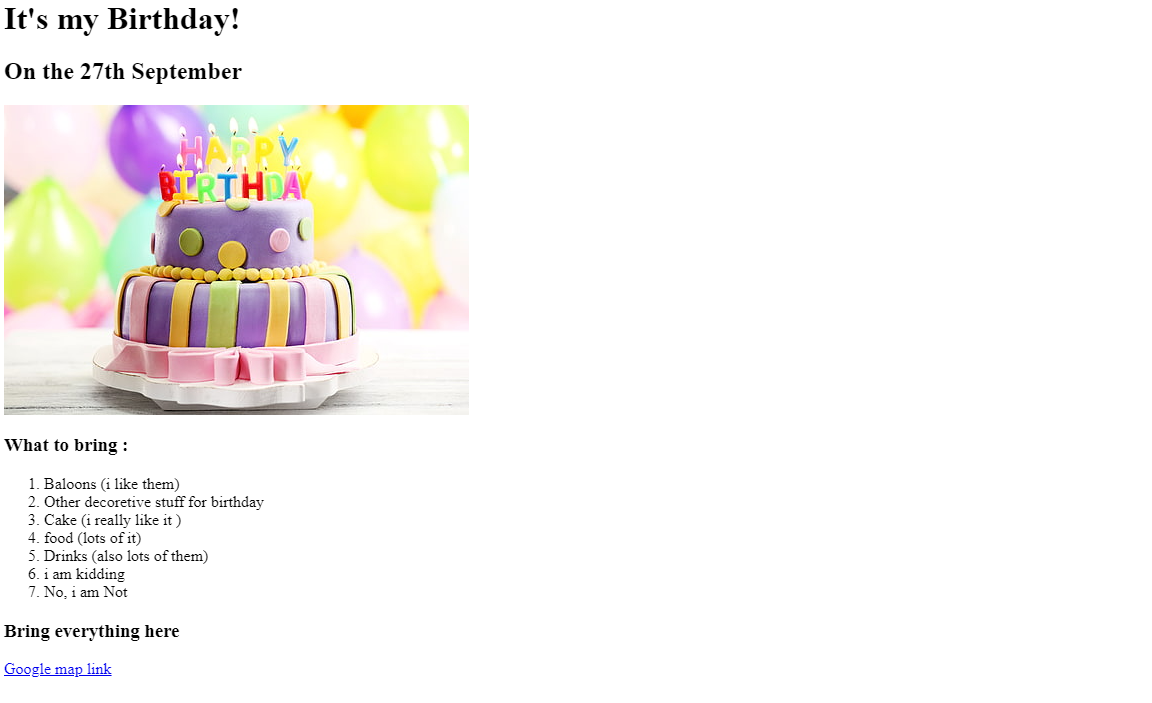 It's my Birthday!
On the 27th September
HAPPY
BIRTHDAY
What to bring :
1. Baloons (i like them)
2. Other decoretive stuff for birthday
3. Cake (i really like it )
4. food (lots of it)
5. Drinks (also lots of them)
6. i am kidding
7. No, i am Not
Bring everything here
Google map link